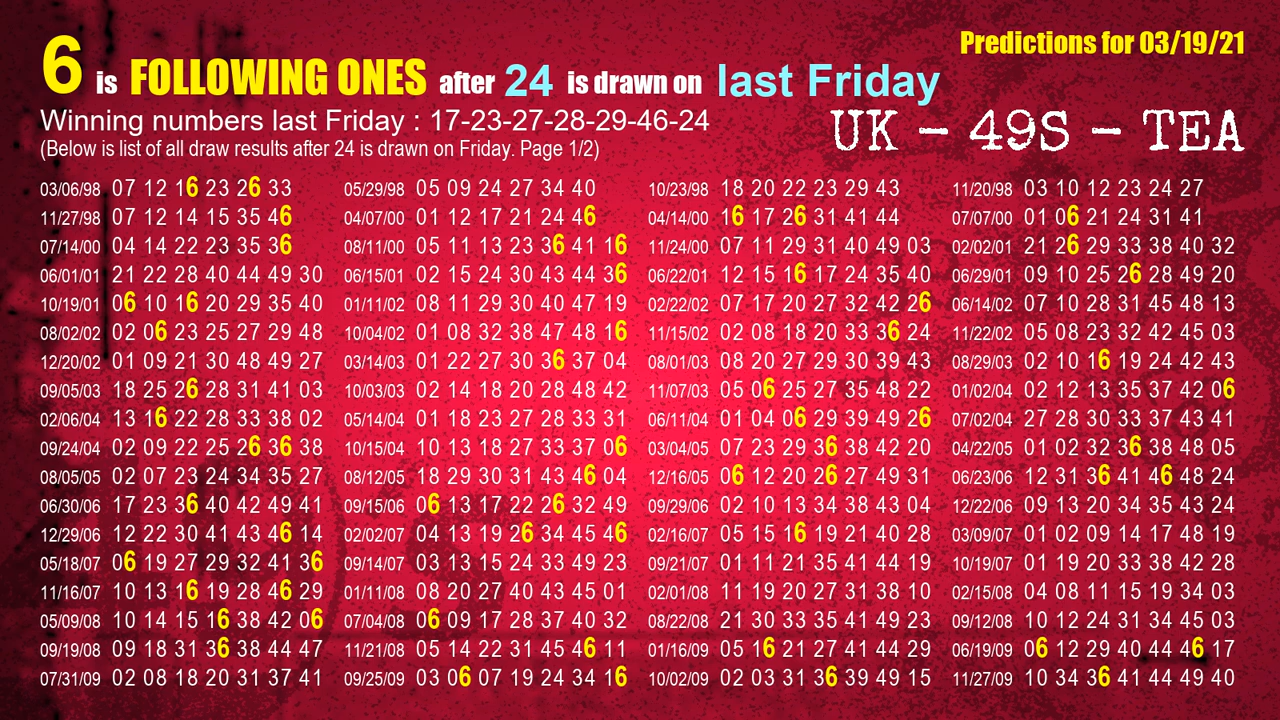 Predictions for 03/19/21
6 is FOLLOWING ONES after 24 is drawn on last Friday
Winning numbers last Friday : 17-23-27-28-29-46-24
UK - 49S - TEA
(Below is list of all draw results after 24 is drawn on Friday. Page 1/2)
03/06/98 07 12 16 23 26 33 05/29/98 05 09 24 27 34 40 10/23/98 18 20 22 23 29 43 11/20/98 03 10 12 23 24 27
11/27/98 07 12 14 15 35 46 04/07/00 01 12 17 21 24 46 04/14/00 16 17 26 31 41 44 07/07/00 01 06 21 24 31 41
07/14/00 04 14 22 23 35 36 08/11/00 05 11 13 23 36 41 16 11/24/00 07 11 29 31 40 49 03 02/02/01 21 26 29 33 38 40 32
06/01/01 21 22 28 40 44 49 30 06/15/01 02 15 24 30 43 44 36 06/22/01 12 15 16 17 24 35 40 06/29/01 09 10 25 26 28 49 20
10/19/01 06 10 16 20 29 35 40 01/11/02 08 11 29 30 40 47 19 02/22/02 07 17 20 27 32 42 26 06/14/02 07 10 28 31 45 48 13
08/02/02 02 06 23 25 27 29 48 10/04/02 01 08 32 38 47 48 16 11/15/02 02 08 18 20 33 36 24 11/22/02 05 08 23 32 42 45 03
12/20/02 01 09 21 30 48 49 27 03/14/03 01 22 27 30 36 37 04 08/01/03 08 20 27 29 30 39 43 08/29/03 02 10 16 19 24 42 43
09/05/03 18 25 26 28 31 41 03 10/03/03 02 14 18 20 28 48 42 11/07/03 05 06 25 27 35 48 22 01/02/04 02 12 13 35 37 42 06
02/06/04 13 16 22 28 33 38 02 05/14/04 01 18 23 27 28 33 31 06/11/04 01 04 06 29 39 49 26 07/02/04 27 28 30 33 37 43 41
09/24/04 02 09 22 25 26 36 38 10/15/04 10 13 18 27 33 37 06 03/04/05 07 23 29 36 38 42 20 04/22/05 01 02 32 36 38 48 05
08/05/05 02 07 23 24 34 35 27 08/12/05 18 29 30 31 43 46 04 12/16/05 06 12 20 26 27 49 31 06/23/06 12 31 36 41 46 48 24
06/30/06 17 23 36 40 42 49 41 09/15/06 06 13 17 22 26 32 49 09/29/06 02 10 13 34 38 43 04 12/22/06 09 13 20 34 35 43 24
12/29/06 12 22 30 41 43 46 14 02/02/07 04 13 19 26 34 45 46 02/16/07 05 15 16 19 21 40 28 03/09/07 01 02 09 14 17 48 19
05/18/07 06 19 27 29 32 41 36 09/14/07 03 13 15 24 33 49 23 09/21/07 01 11 21 35 41 44 19 10/19/07 01 20 33 38 42 28
11/16/07 10 13 16 19 28 46 29 01/11/08 08 20 27 40 43 45 01 02/01/08 11 19 20 27 31 38 10 02/15/08 04 08 11 15 19 34 03
05/09/08 10 14 15 16 38 42 06 07/04/08 06 09 17 28 37 40 32 08/22/08 21 30 33 35 41 49 23 09/12/08 10 12 24 31 34 45 03
09/19/08 09 18 31 36 38 44 47 11/21/08 05 14 22 31 45 46 11 01/16/09 05 16 21 27 41 44 29 06/19/09 06 12 29 40 44 46 17
07/31/09 02 08 18 20 31 37 41 09/25/09 03 06 07 19 24 34 16 10/02/09 02 03 31 36 39 49 15 11/27/09 10 34 36 41 44 49 40